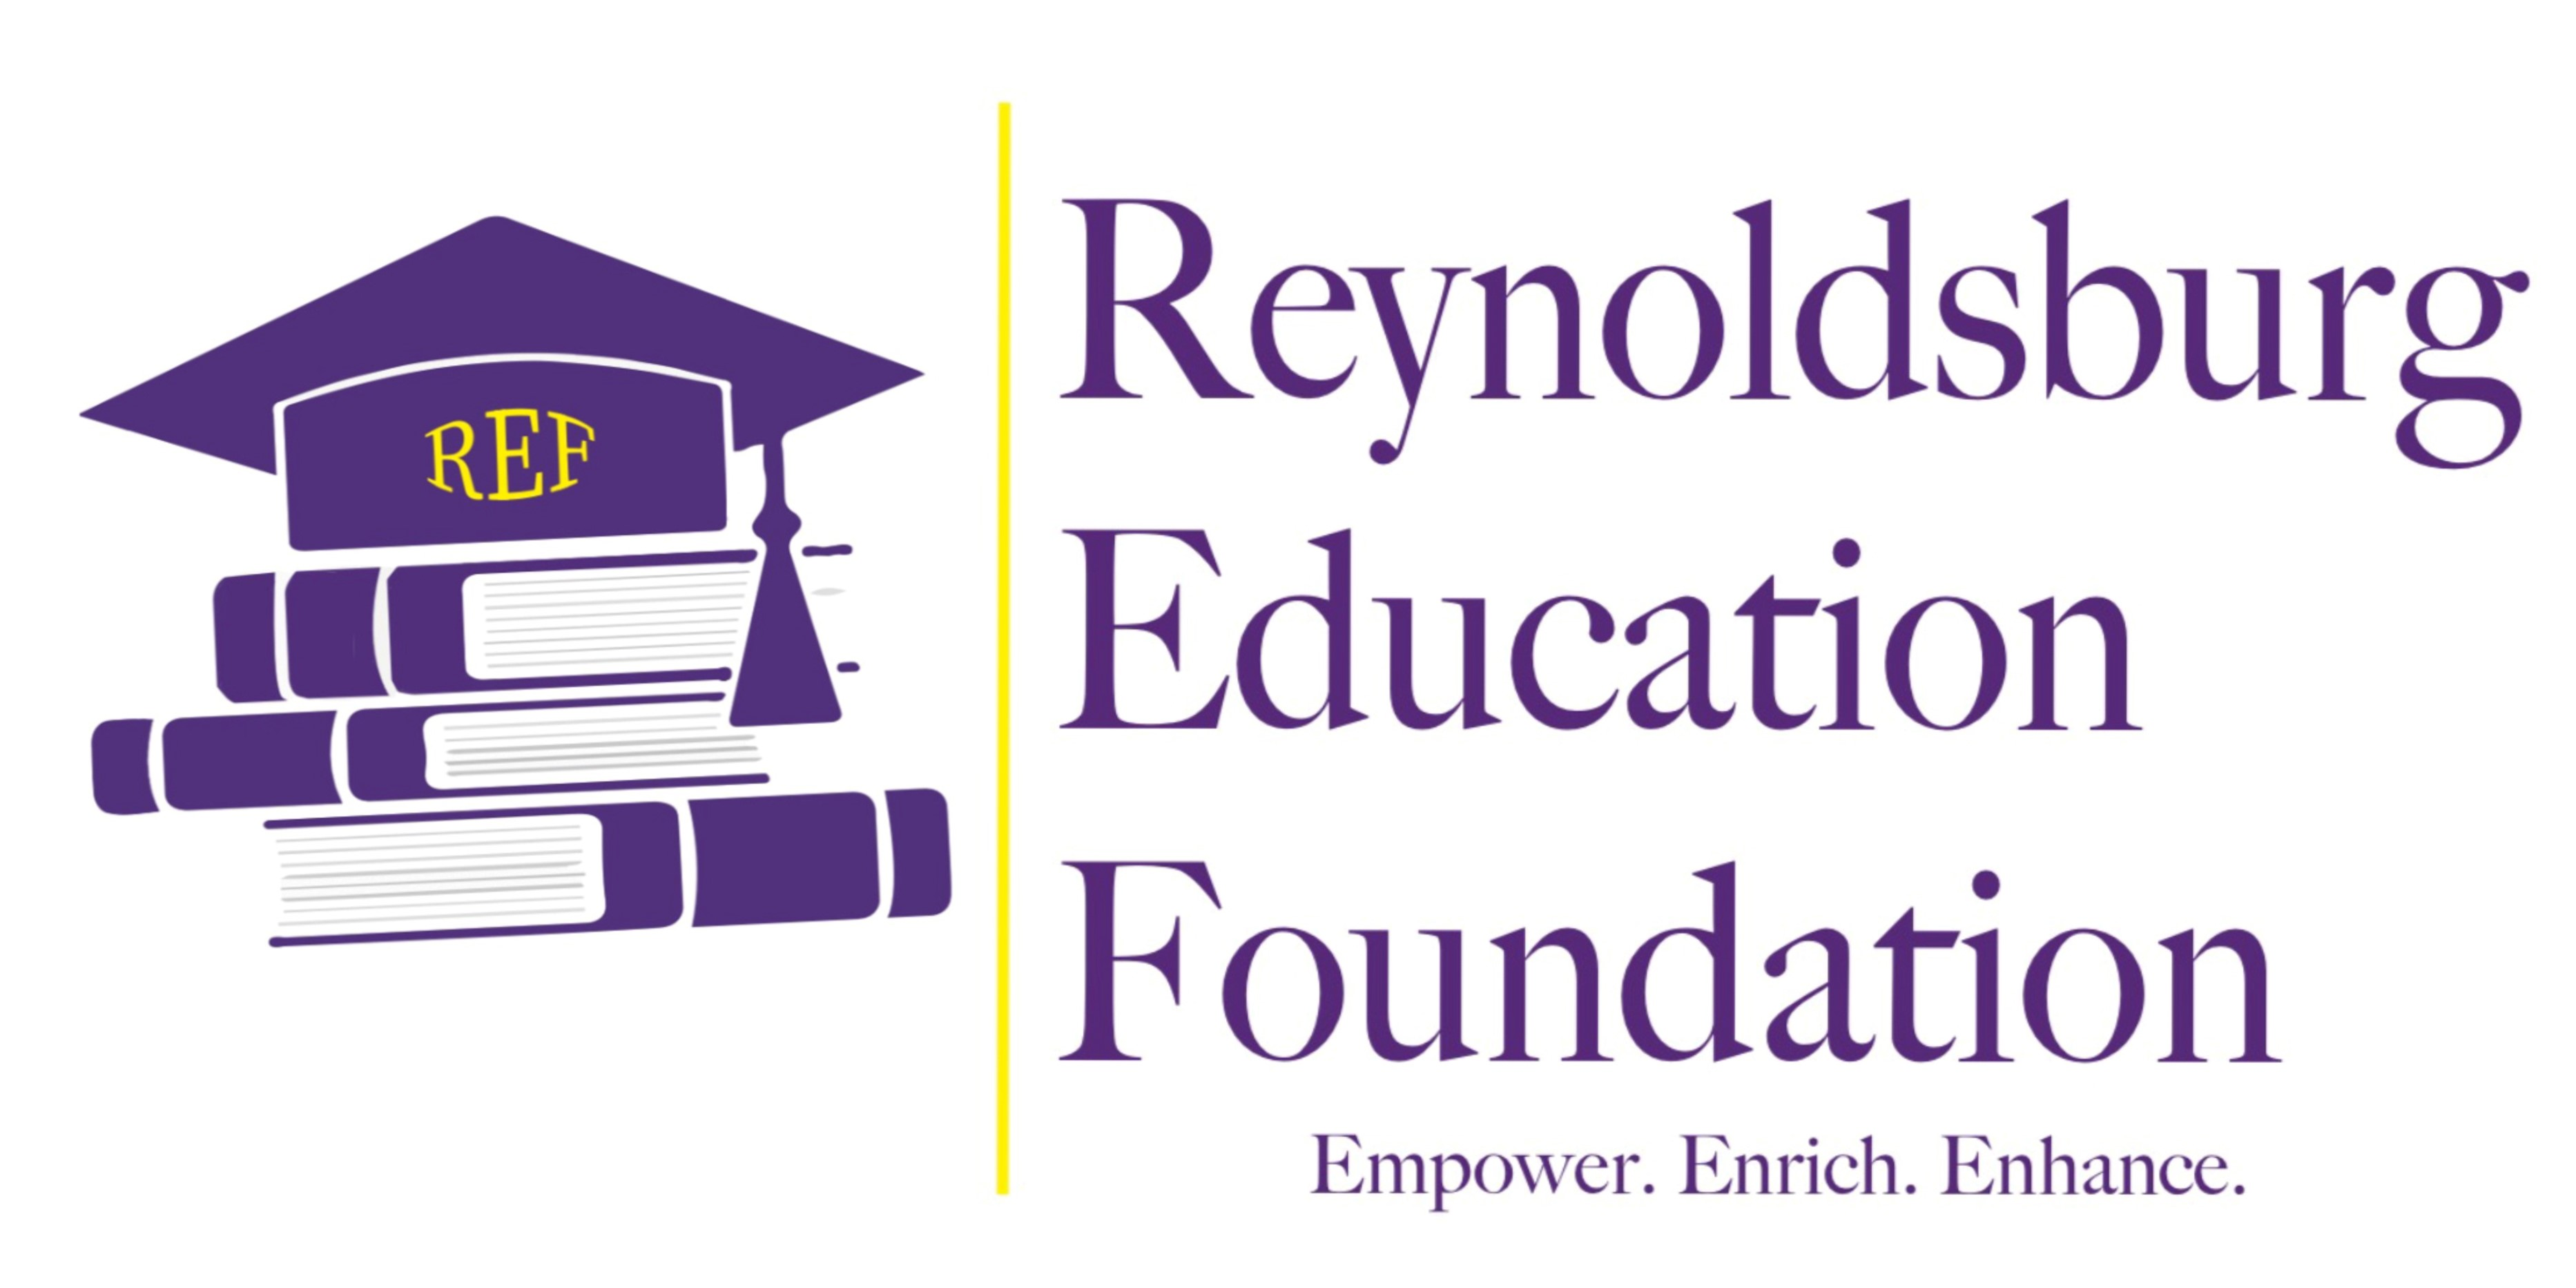 REF
Reynoldsburg
Education
Foundation
Empower. Enrich. Enhance.